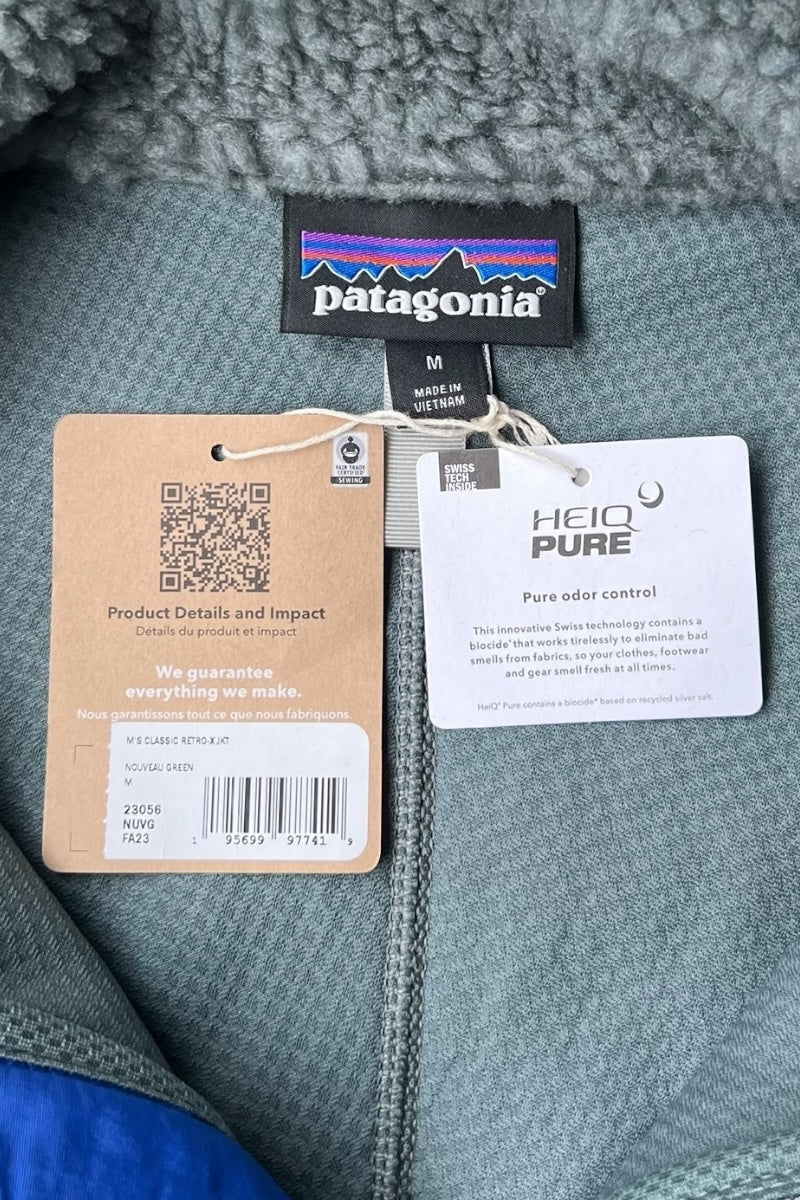 patagonia®
M
MADE IN
VIETNAM
FAIR TRADE
CERTIFIED
SEWING
Product Details and Impact
Détails du produit et impact
We guarantee
everything we make.
Nous garantissons tout ce que nous fabriquons.
M'S CLASSIC RETRO-X JKT
NOUVEAU GREEN
M
23056
NUVG
FA23
1 95699 97741 9
SWISS
TECH
INSIDE
HEIQ
PURE
Pure odor control
This innovative Swiss technology contains a
biocide* that works tirelessly to eliminate bad
smells from fabrics, so your clothes, footwear
and gear smell fresh at all times.
HeiQ® Pure contains a biocide* based on recycled silver salt.